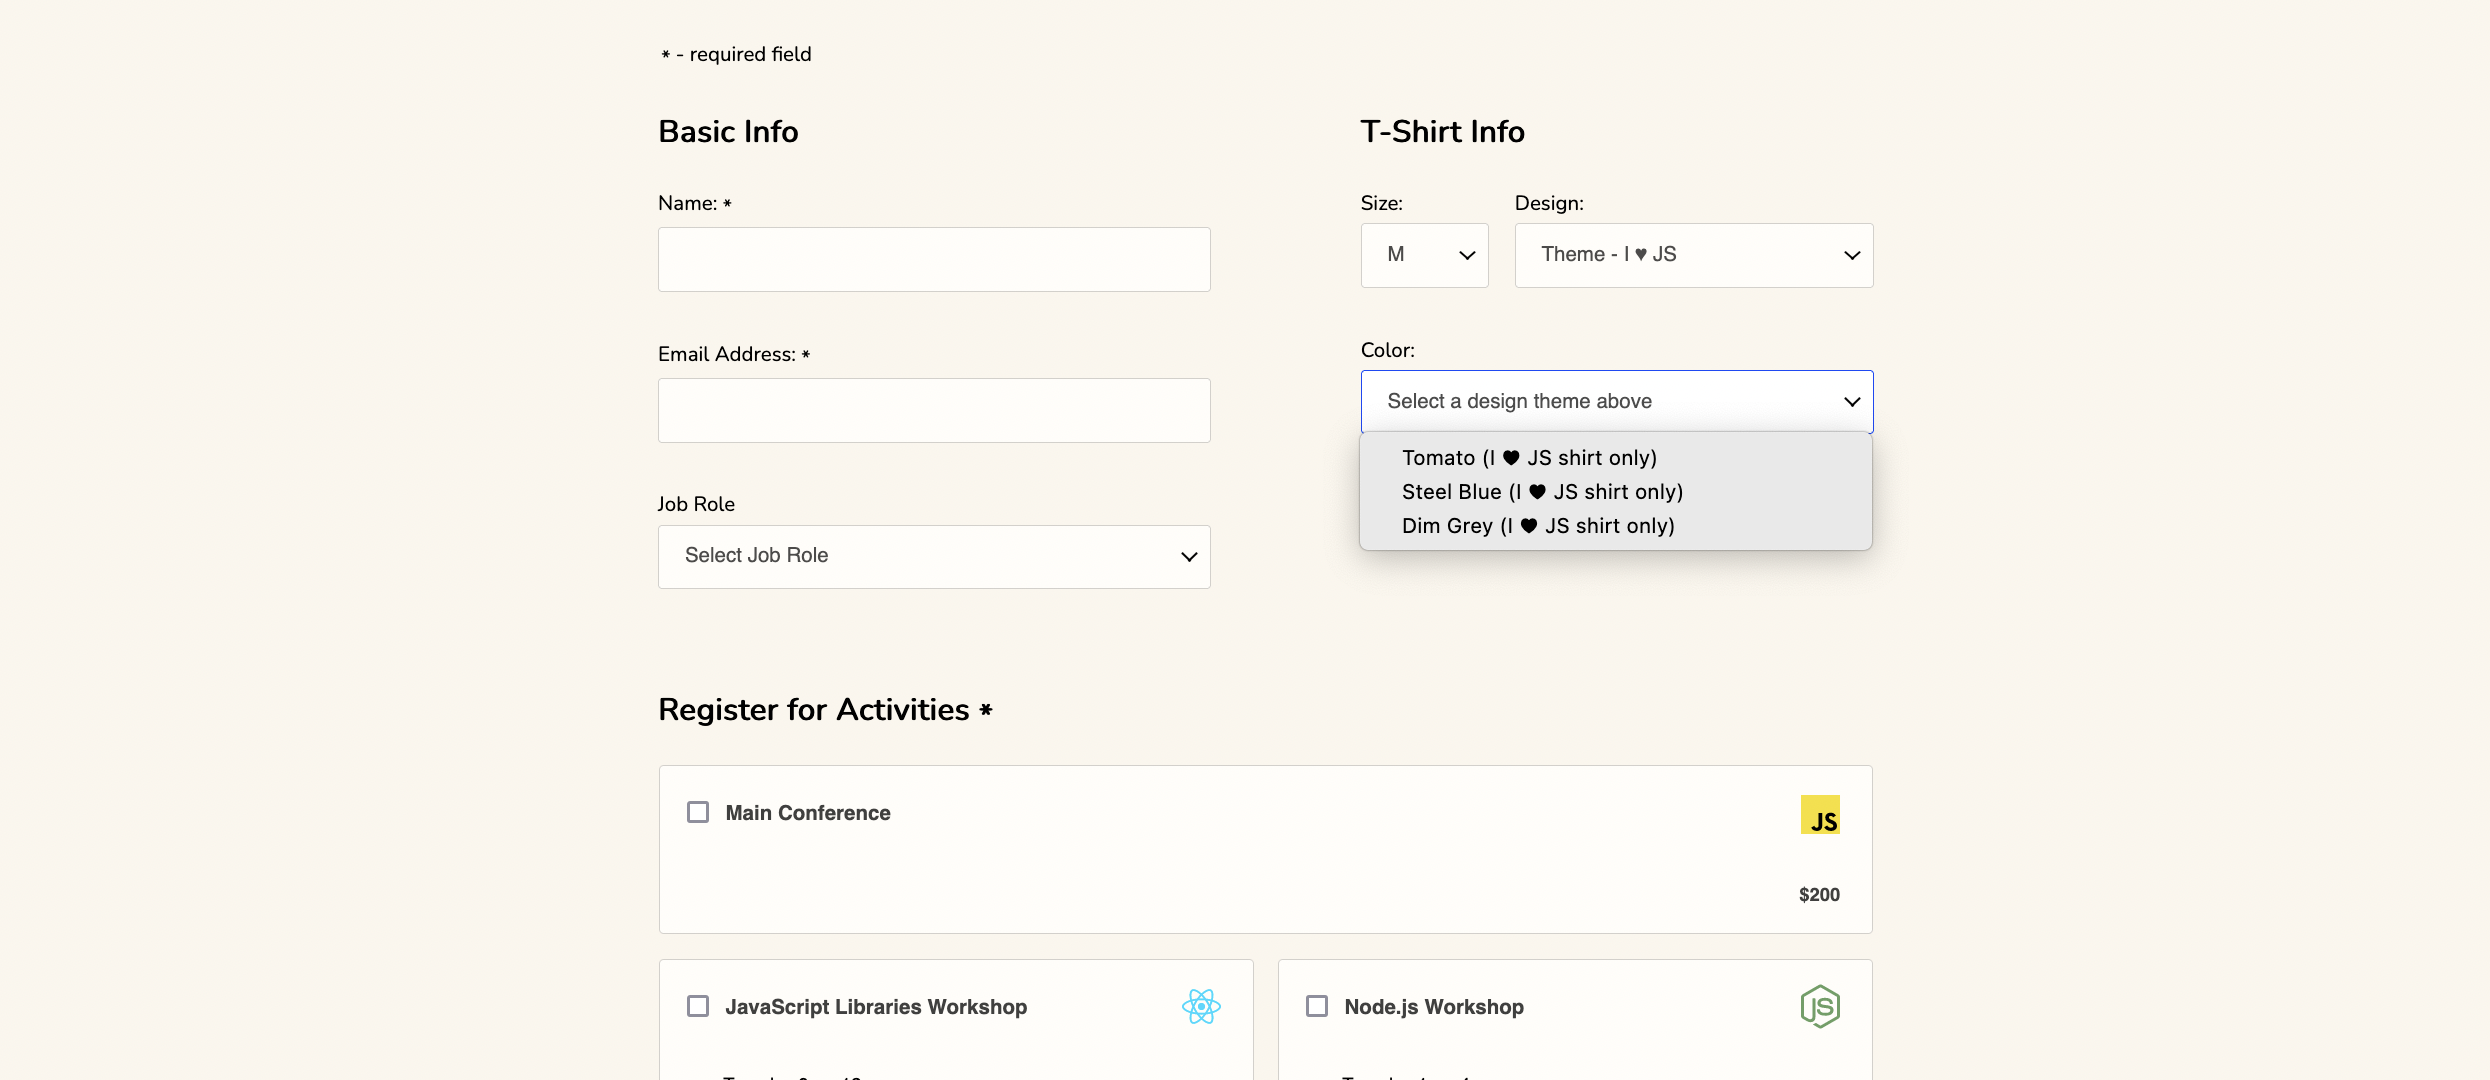 * - required field
Basic Info
Name: *
Email Address: *
Job Role
Select Job Role
T-Shirt Info
Size:
Design:
M
Theme - I ♥ JS
Color:
Select a design theme above
Tomato (I ♥ JS shirt only)
Steel Blue (I ♥ JS shirt only)
Dim Grey (I ♥ JS shirt only)
Register for Activities *
Main Conference
JS
$200
JavaScript Libraries Workshop
Node.js Workshop
JS